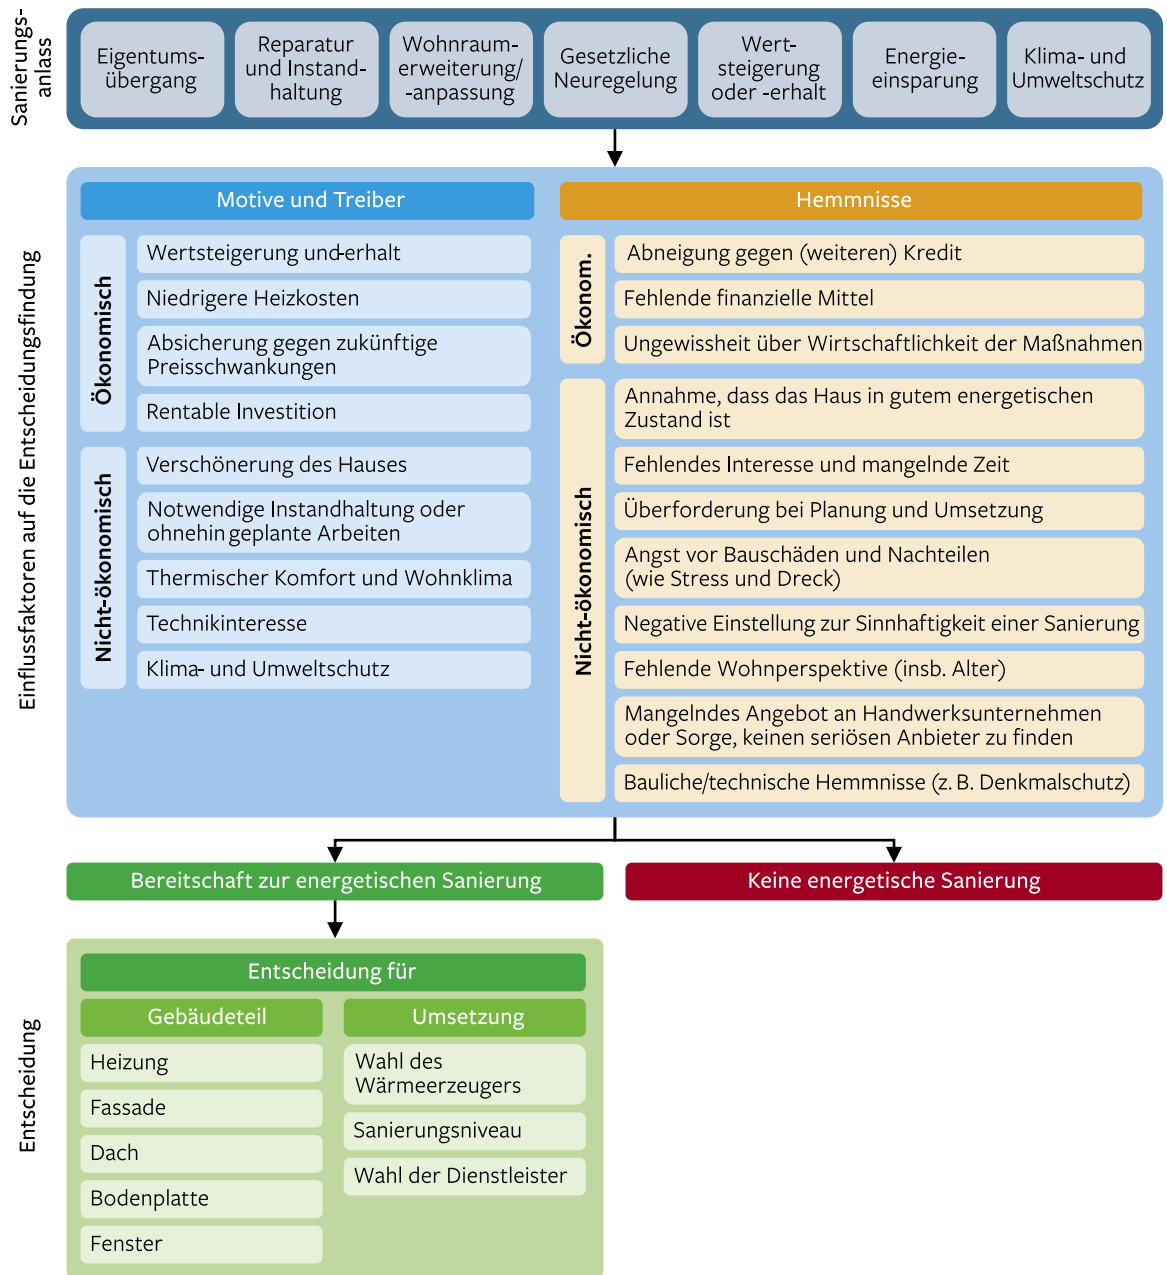 Sanierungs-
anlass
Eigentums-
übergang
Reparatur
und Instand-
haltung
Wohnraum-
erweiterung/
-anpassung
Gesetzliche
Neuregelung
Wert-
steigerung
oder -erhalt
Energie-
einsparung
Klima- und
Umweltschutz
Einflussfaktoren auf die Entscheidungsfindung
Motive und Treiber
Ökonomisch
Wertsteigerung und-erhalt
Niedrigere Heizkosten
Absicherung gegen zukünftige
Preisschwankungen
Rentable Investition
Nicht-ökonomisch
Verschönerung des Hauses
Notwendige Instandhaltung oder
ohnehin geplante Arbeiten
Thermischer Komfort und Wohnklima
Technikinteresse
Klima- und Umweltschutz
Hemmnisse
Ökonom.
Abneigung gegen (weiteren) Kredit
Fehlende finanzielle Mittel
Ungewissheit über Wirtschaftlichkeit der Maßnahmen
Nicht-ökonomisch
Annahme, dass das Haus in gutem energetischen
Zustand ist
Fehlendes Interesse und mangelnde Zeit
Überforderung bei Planung und Umsetzung
Angst vor Bauschäden und Nachteilen
(wie Stress und Dreck)
Negative Einstellung zur Sinnhaftigkeit einer Sanierung
Fehlende Wohnperspektive (insb. Alter)
Mangelndes Angebot an Handwerksunternehmen
oder Sorge, keinen seriösen Anbieter zu finden
Bauliche/technische Hemmnisse (z. B. Denkmalschutz)
Bereitschaft zur energetischen Sanierung
Keine energetische Sanierung
Entscheidung
Entscheidung für
Gebäudeteil
Heizung
Fassade
Dach
Bodenplatte
Fenster
Umsetzung
Wahl des
Wärmeerzeugers
Sanierungsniveau
Wahl der Dienstleister